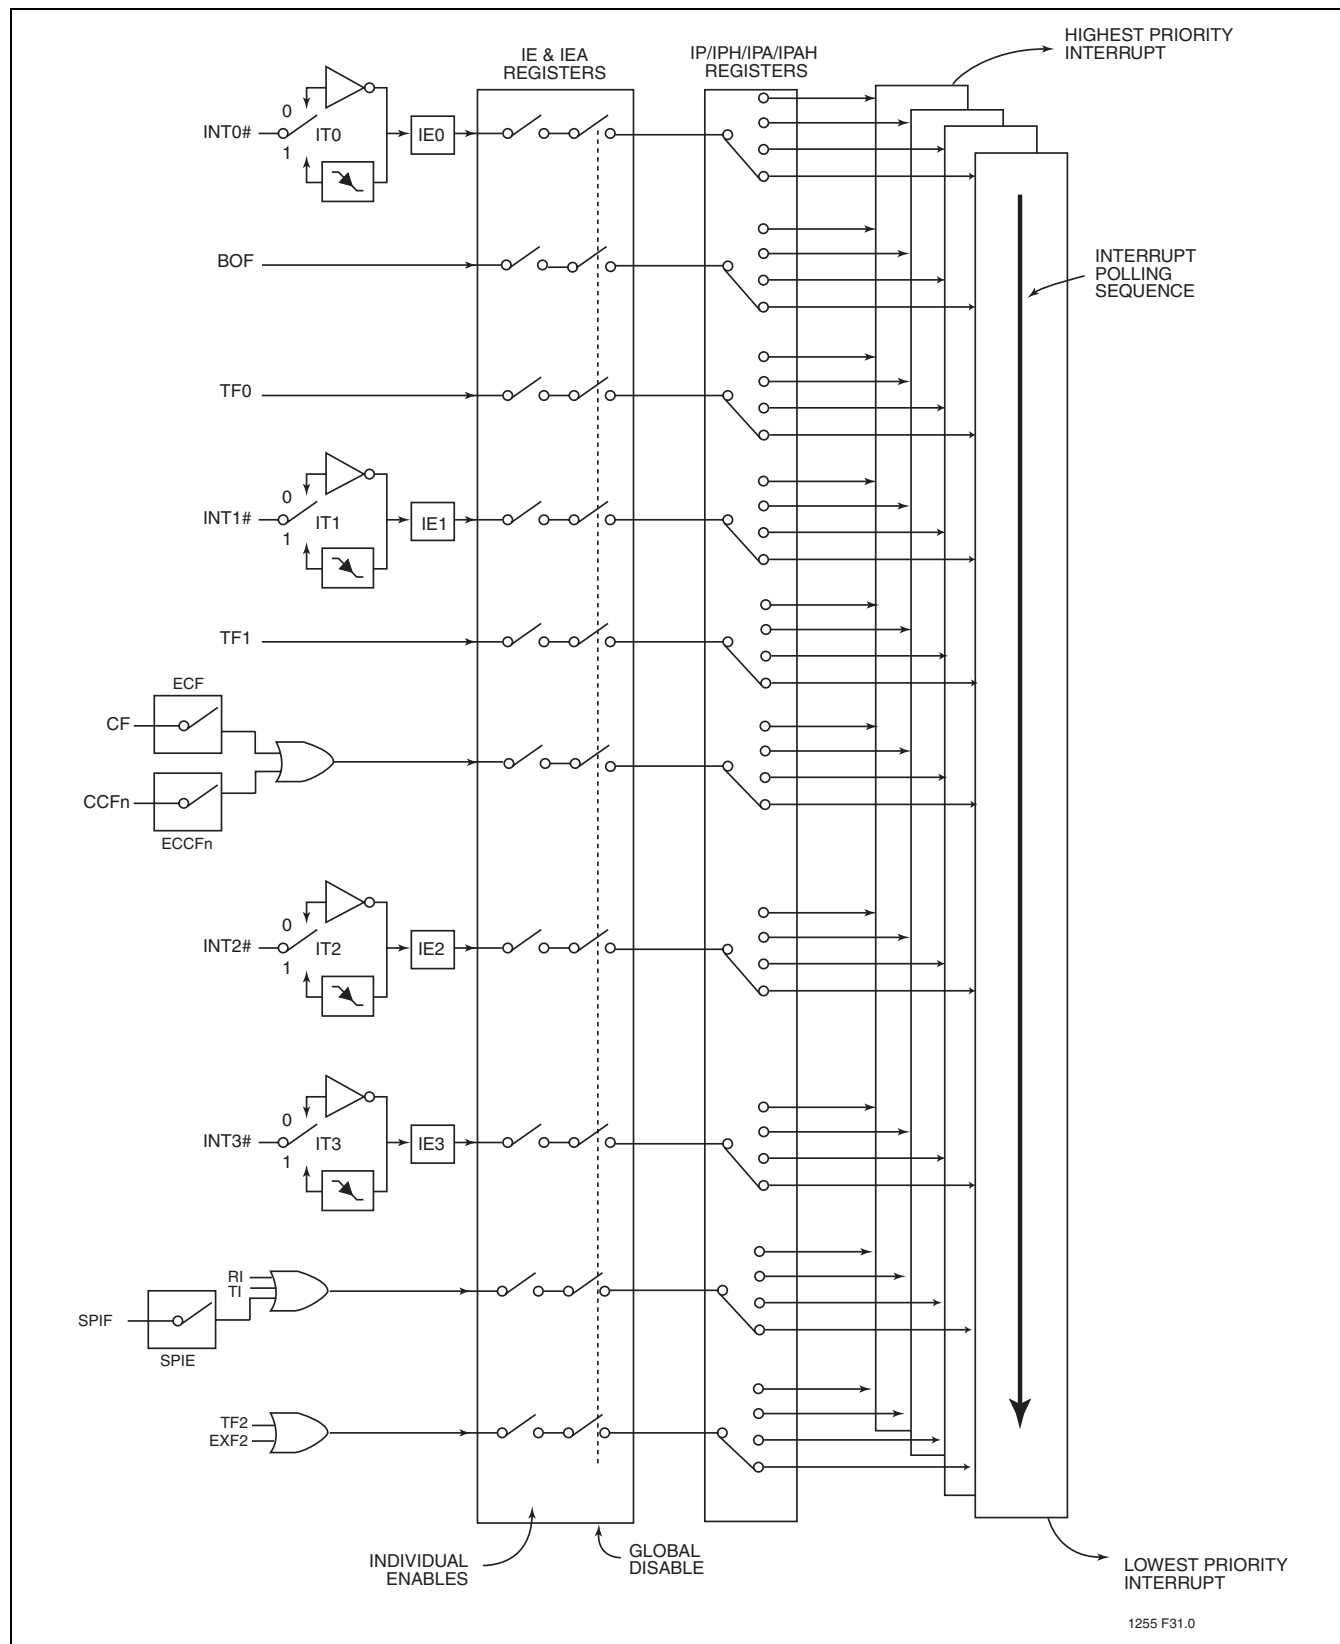 HIGHEST PRIORITY
INTERRUPT
IE & IEA
REGISTERS
IP/IPH/IPA/IPAH
REGISTERS
0
INT0#
IT0
IE0
1
BOF
INTERRUPT
POLLING
SEQUENCE
TF0
0
INT1#
IT1
IE1
1
TF1
ECF
CF
CCFn
ECCFn
0
INT2#
IT2
IE2
1
0
INT3#
IT3
IE3
1
RI
TI
SPIF
SPIE
TF2
EXF2
INDIVIDUAL
ENABLES
GLOBAL
DISABLE
LOWEST PRIORITY
INTERRUPT
1255 F31.0